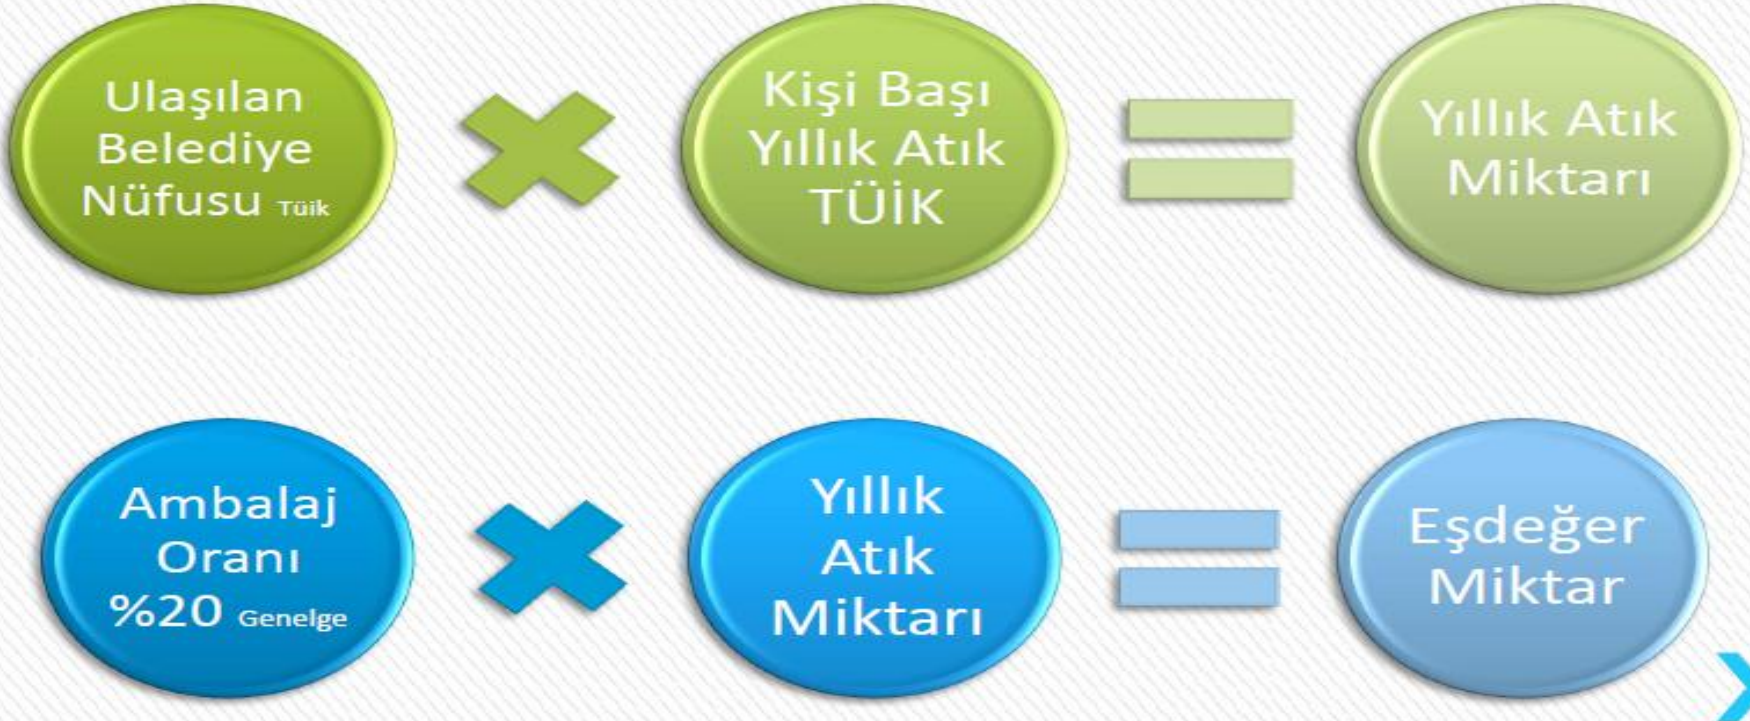 Ulaşılan
Belediye
Nüfusu Tüik
Kişi Başı
Yıllık Atık
TÜİK
Yıllık Atık
Miktarı
Ambalaj
Oranı
%20 Genelge
Yıllık
Atık
Miktarı
Eşdeğer
Miktar